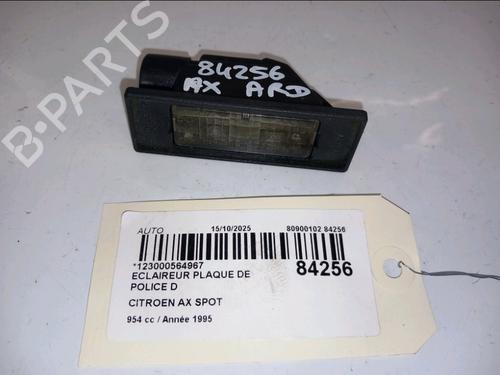 B-PARTS
84256
AX ARD
AUTO 15/10/2025 80900102 84256
*123000564967 84256
ECLAIREUR PLAQUE DE
POLICE D
CITROEN AX SPOT
954 cc / Année 1995